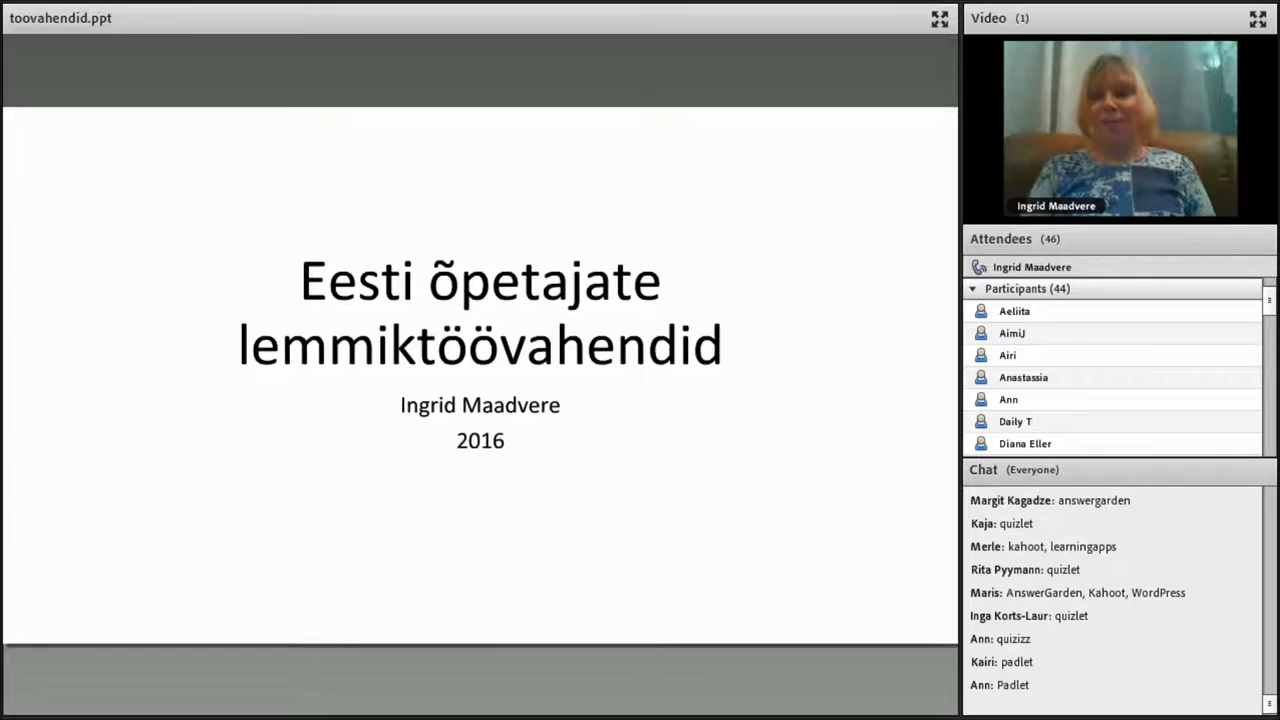 toovahendid.ppt
Eesti õpetajate
lemmiktöövahendid
Ingrid Maadvere
2016
Video (1)
Ingrid Maadvere
Attendees (46)
Ingrid Maadvere
Participants (44)
Aeliita
AimiJ
Airi
Anastassia
Ann
Daily T
Diana Eller
Chat (Everyone)
Margit Kagadze: answergarden
Kaja: quizlet
Merle: kahoot, learningapps
Rita Pyymann: quizlet
Maris: AnswerGarden, Kahoot, WordPress
Inga Korts-Laur: quizlet
Ann: quizizz
Kairi: padlet
Ann: Padlet